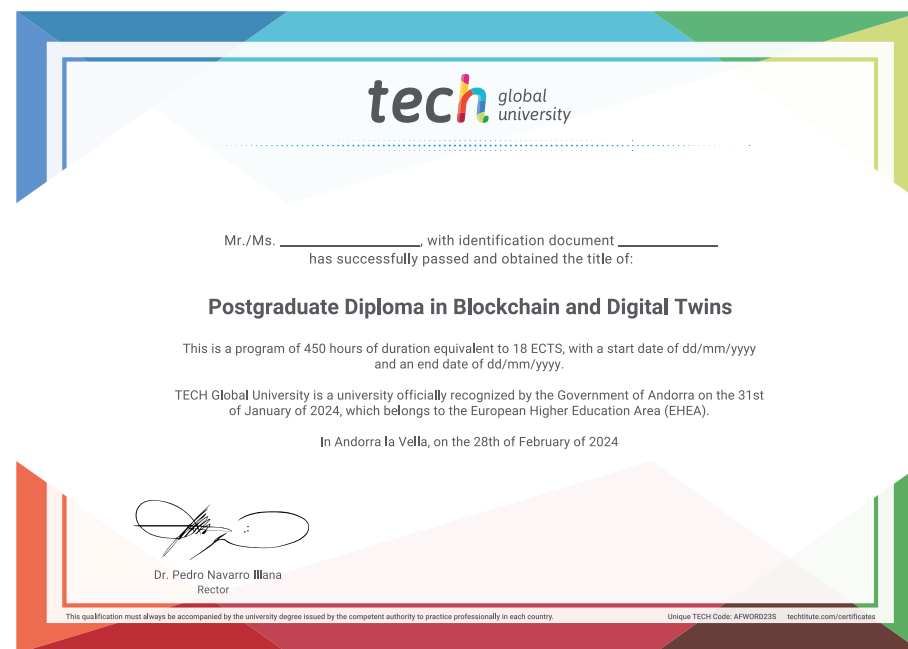 tech global university
Mr./Ms. ____________________, with identification document ______________
has successfully passed and obtained the title of:
Postgraduate Diploma in Blockchain and Digital Twins
This is a program of 450 hours of duration equivalent to 18 ECTS, with a start date of dd/mm/yyyy
and an end date of dd/mm/yyyy.
TECH Global University is a university officially recognized by the Government of Andorra on the 31st
of January of 2024, which belongs to the European Higher Education Area (EHEA).
In Andorra la Vella, on the 28th of February of 2024
Dr. Pedro Navarro Illana
Rector
This qualification must always be accompanied by the university degree issued by the competent authority to practice professionally in each country.
Unique TECH Code: AFWORD23S techtitute.com/certificates